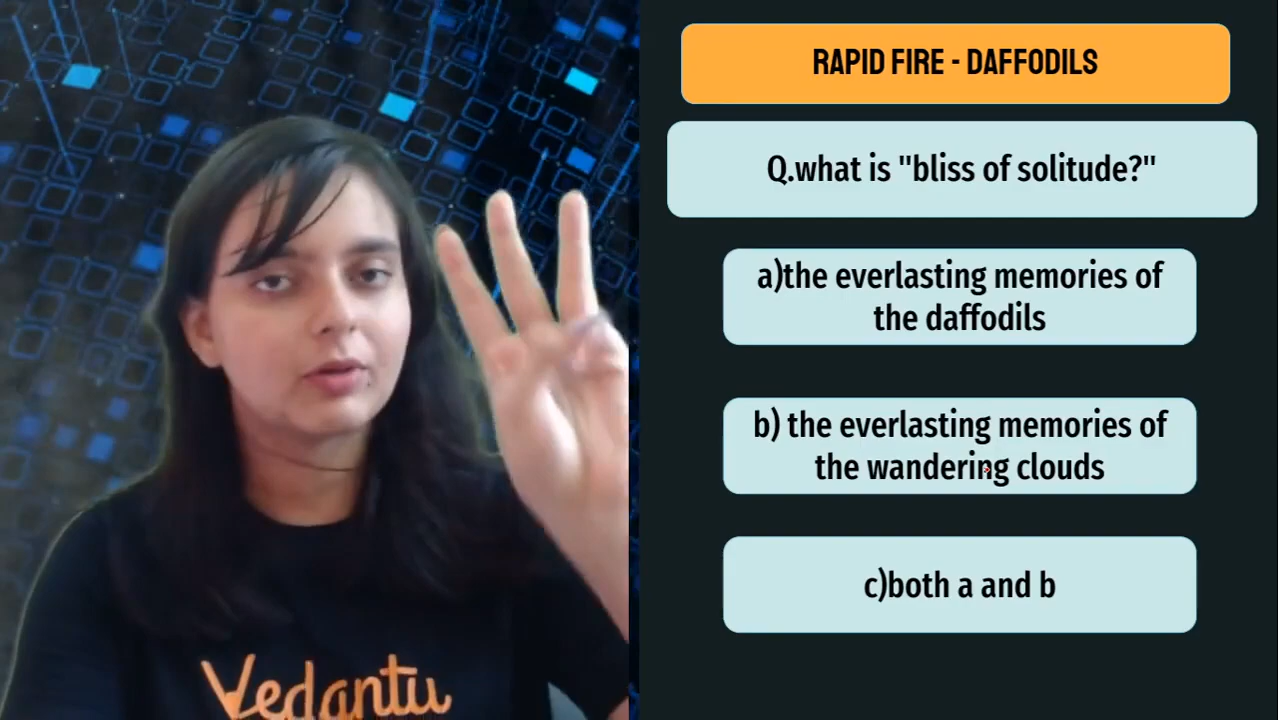 RAPID FIRE - DAFFODILS
Q.what is "bliss of solitude?"
a)the everlasting memories of
the daffodils
b) the everlasting memories of
the wandering clouds
c)both a and b
Vedantu